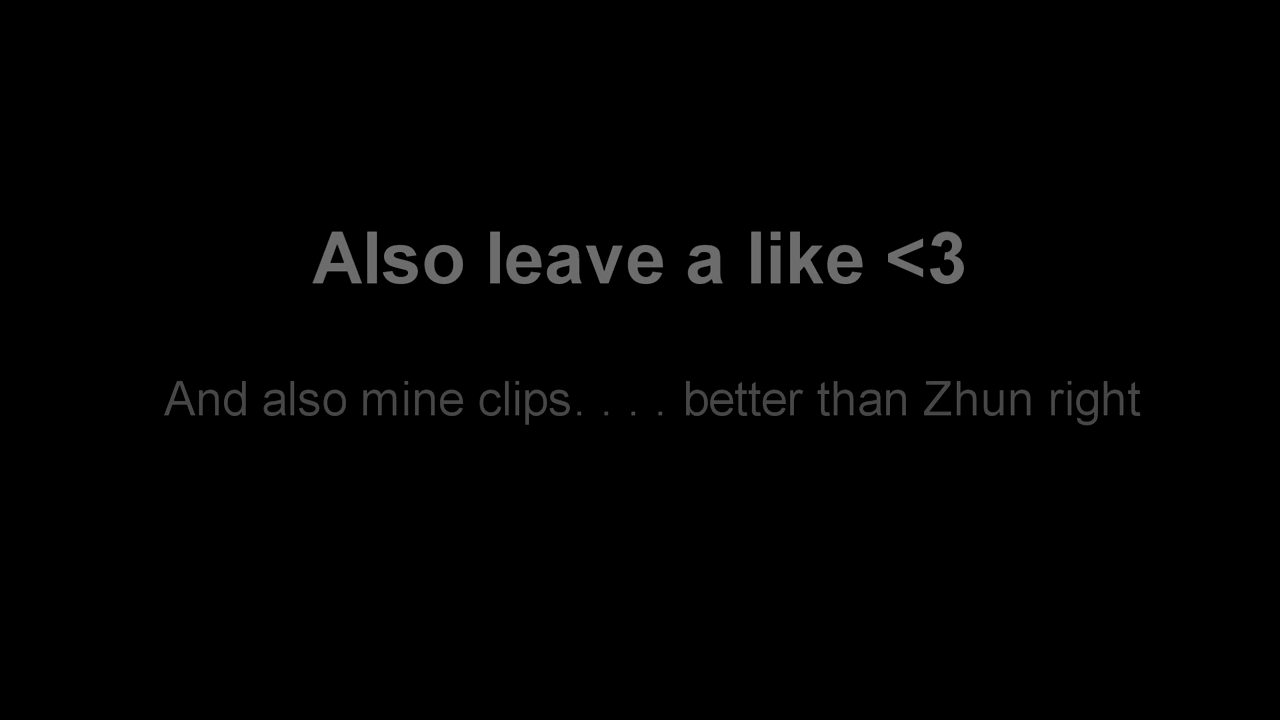 Also leave a like <3
And also mine clips. . . . better than Zhun right